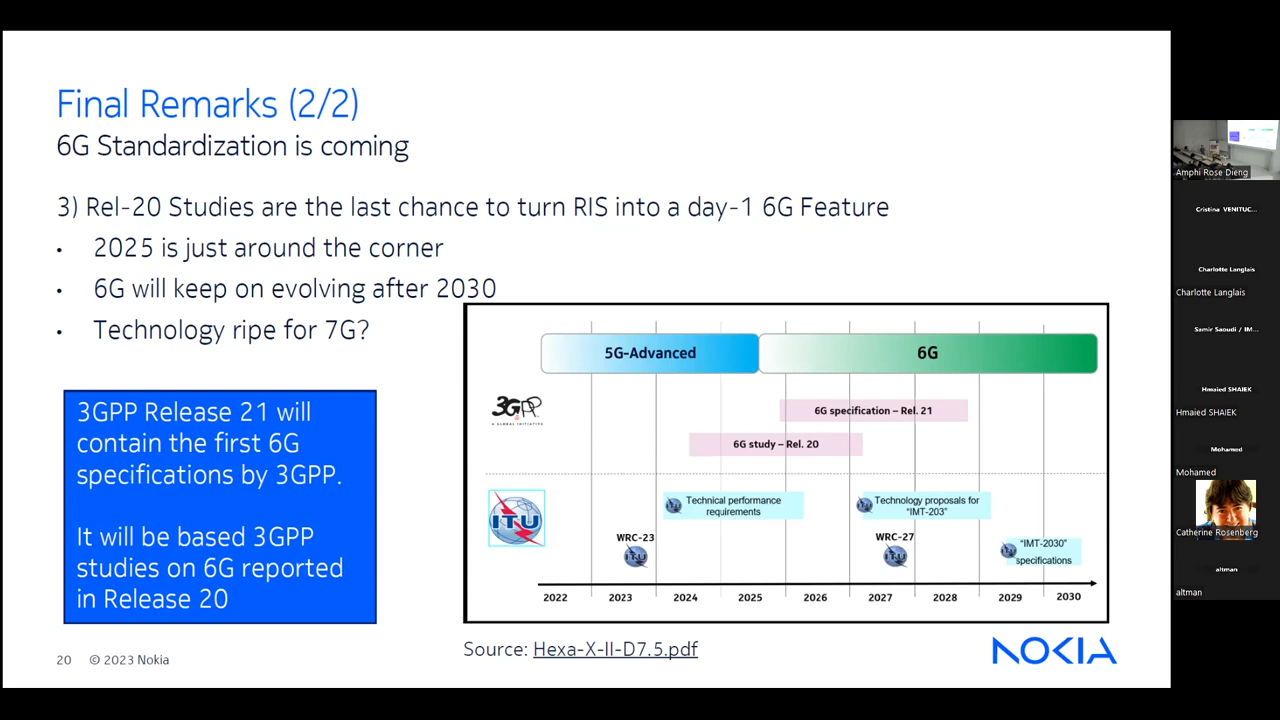 Final Remarks (2/2)
6G Standardization is coming
3) Rel-20 Studies are the last chance to turn RIS into a day-1 6G Feature
• 2025 is just around the corner
• 6G will keep on evolving after 2030
• Technology ripe for 7G?
3GPP Release 21 will
contain the first 6G
specifications by 3GPP.
It will be based 3GPP
studies on 6G reported
in Release 20
5G-Advanced
6G
3GPP
A GLOBAL INITIATIVE
6G specification – Rel. 21
6G study – Rel. 20
ITU
Technical performance
requirements
Technology proposals for
“IMT-203”
WRC-23
WRC-27
“IMT-2030”
specifications
2022
2023
2024
2025
2026
2027
2028
2029
2030
Source: Hexa-X-II-D7.5.pdf
20 © 2023 Nokia
NOKIA
Amphi Rose Dieng
Cristina VENITUC...
Charlotte Langlais
Charlotte Langlais
Samir Saoudi / IM...
Hmaied SHAIEK
Hmaied SHAIEK
Mohamed
Mohamed
Catherine Rosenberg
altman
altman